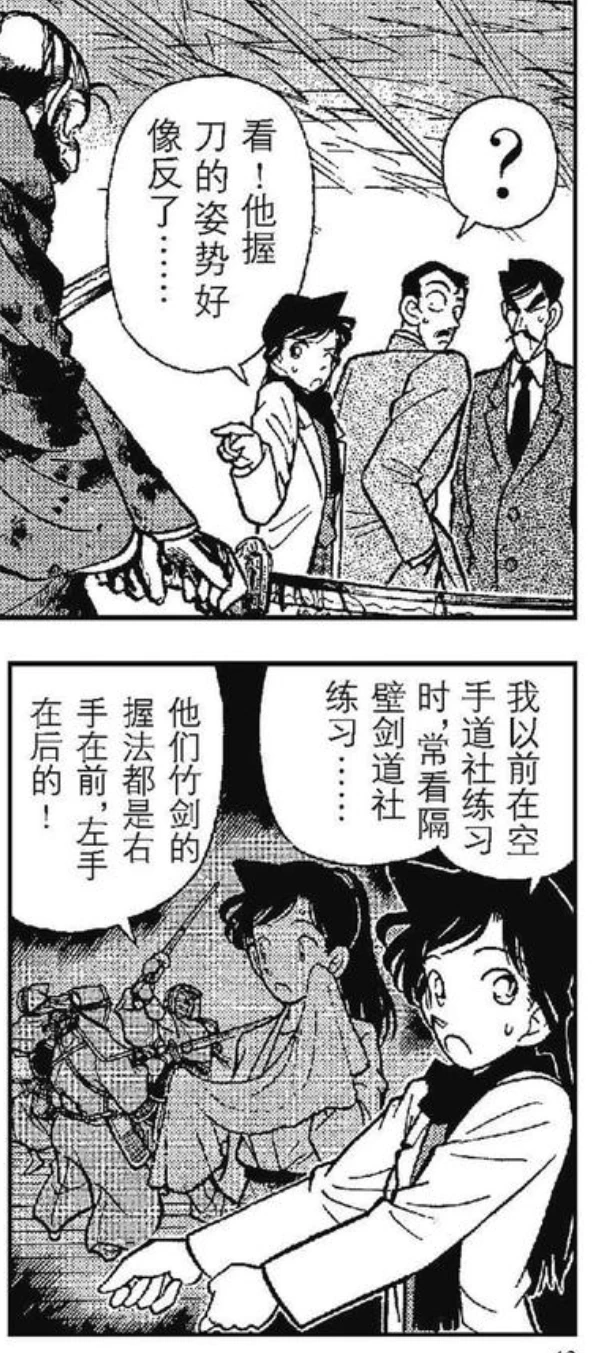 ?
看!他握
刀的姿势好
像反了……
我以前在空
手道社练习
时,常看隔
壁剑道社
练习……
他们竹剑的
握法都是右
手在前,左手
在后的!